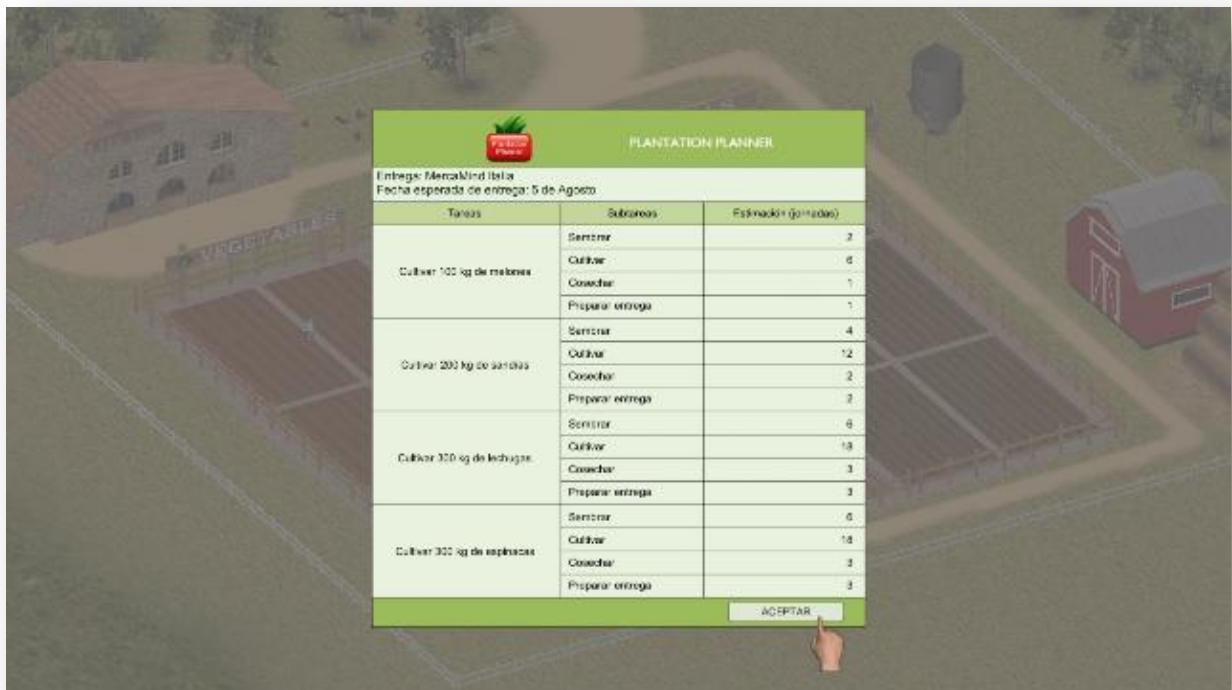 VEGETABLES
Plantation Planner
PLANTATION PLANNER
Entrega: MercaMind Italia
Fecha esperada de entrega: 5 de Agosto
Tareas Subtareas Estimación (jornadas)
Cultivar 100 kg de melones
Sembrar 2
Cultivar 6
Cosechar 1
Preparar entrega 1
Cultivar 200 kg de sandías
Sembrar 4
Cultivar 12
Cosechar 2
Preparar entrega 2
Cultivar 300 kg de lechugas
Sembrar 6
Cultivar 18
Cosechar 3
Preparar entrega 3
Cultivar 300 kg de espinacas
Sembrar 6
Cultivar 18
Cosechar 3
Preparar entrega 3
ACEPTAR